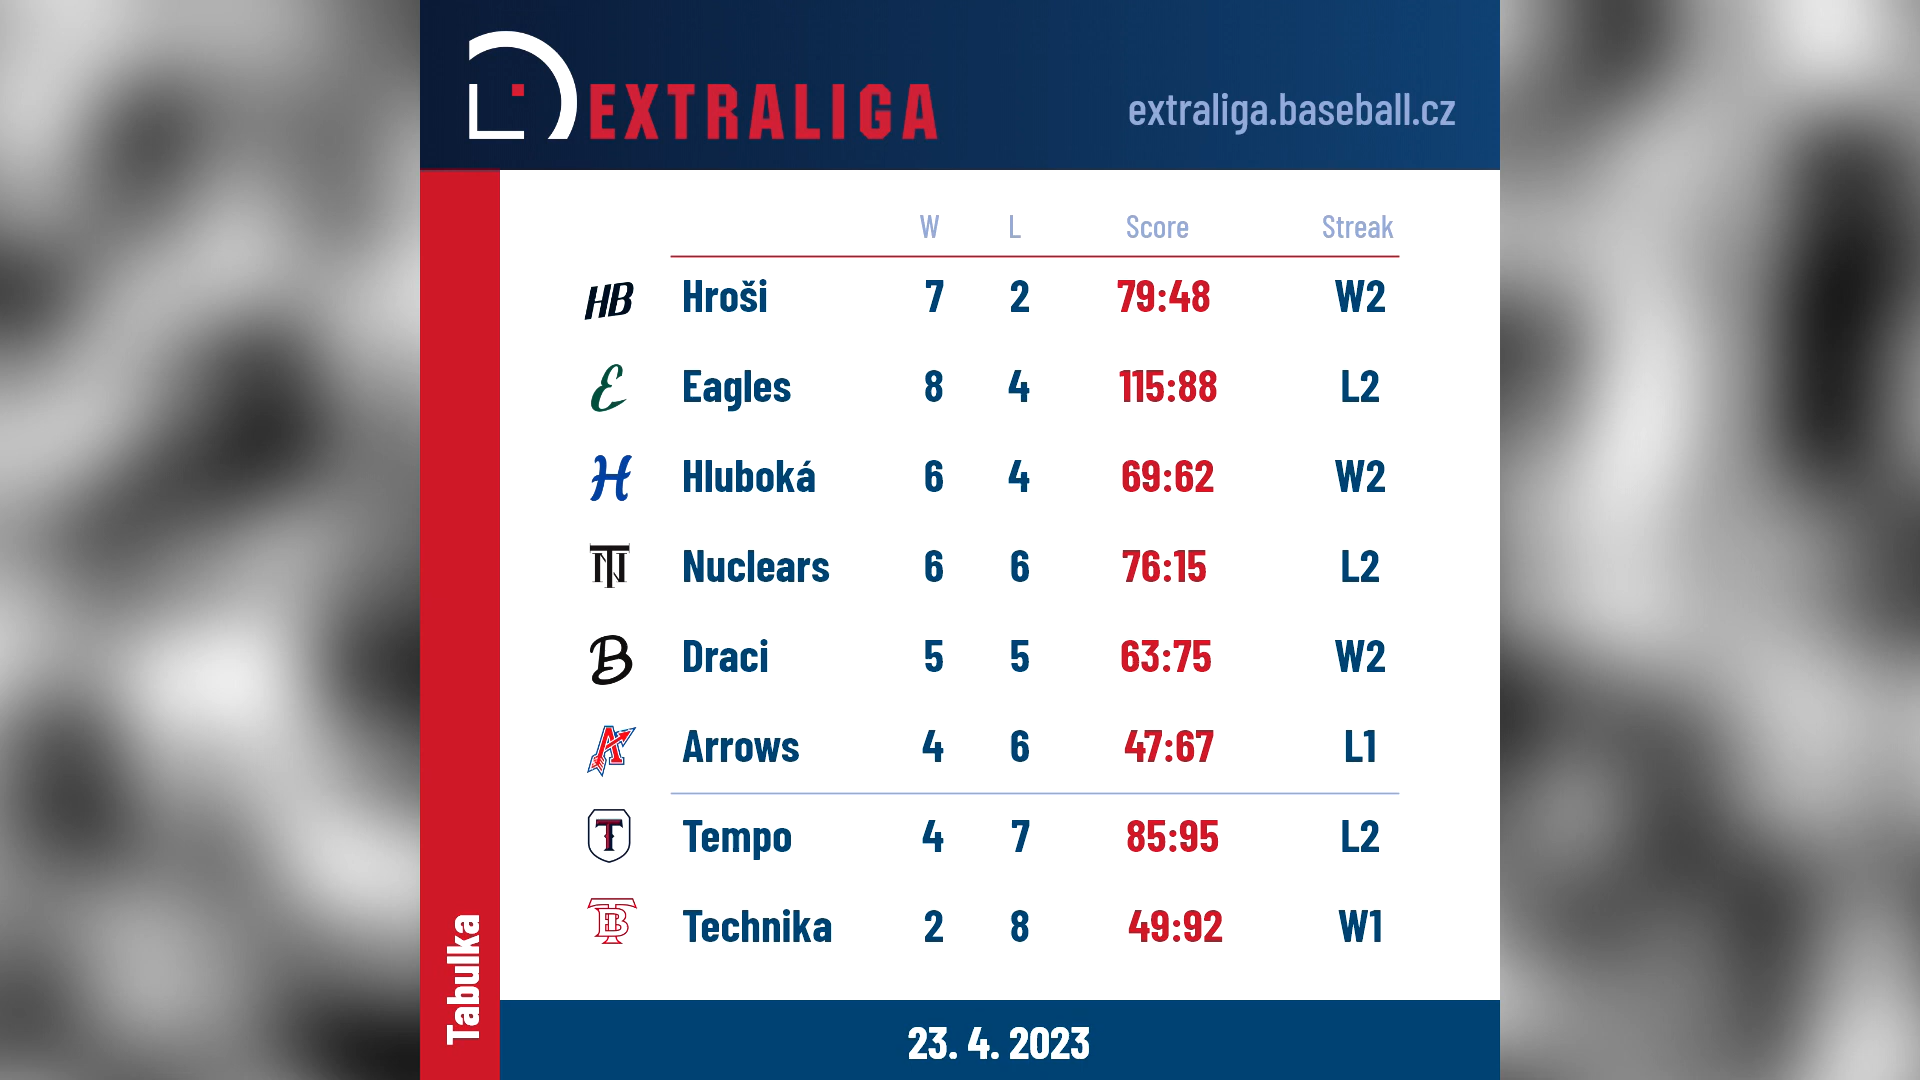 EXTRALIGA
extraliga.baseball.cz
W L Score Streak
HB Hroši 7 2 79:48 W2
E Eagles 8 4 115:88 L2
H Hluboká 6 4 69:62 W2
Nuclears 6 6 76:15 L2
B Draci 5 5 63:75 W2
A Arrows 4 6 47:67 L1
T Tempo 4 7 85:95 L2
TB Technika 2 8 49:92 W1
Tabulka
23. 4. 2023